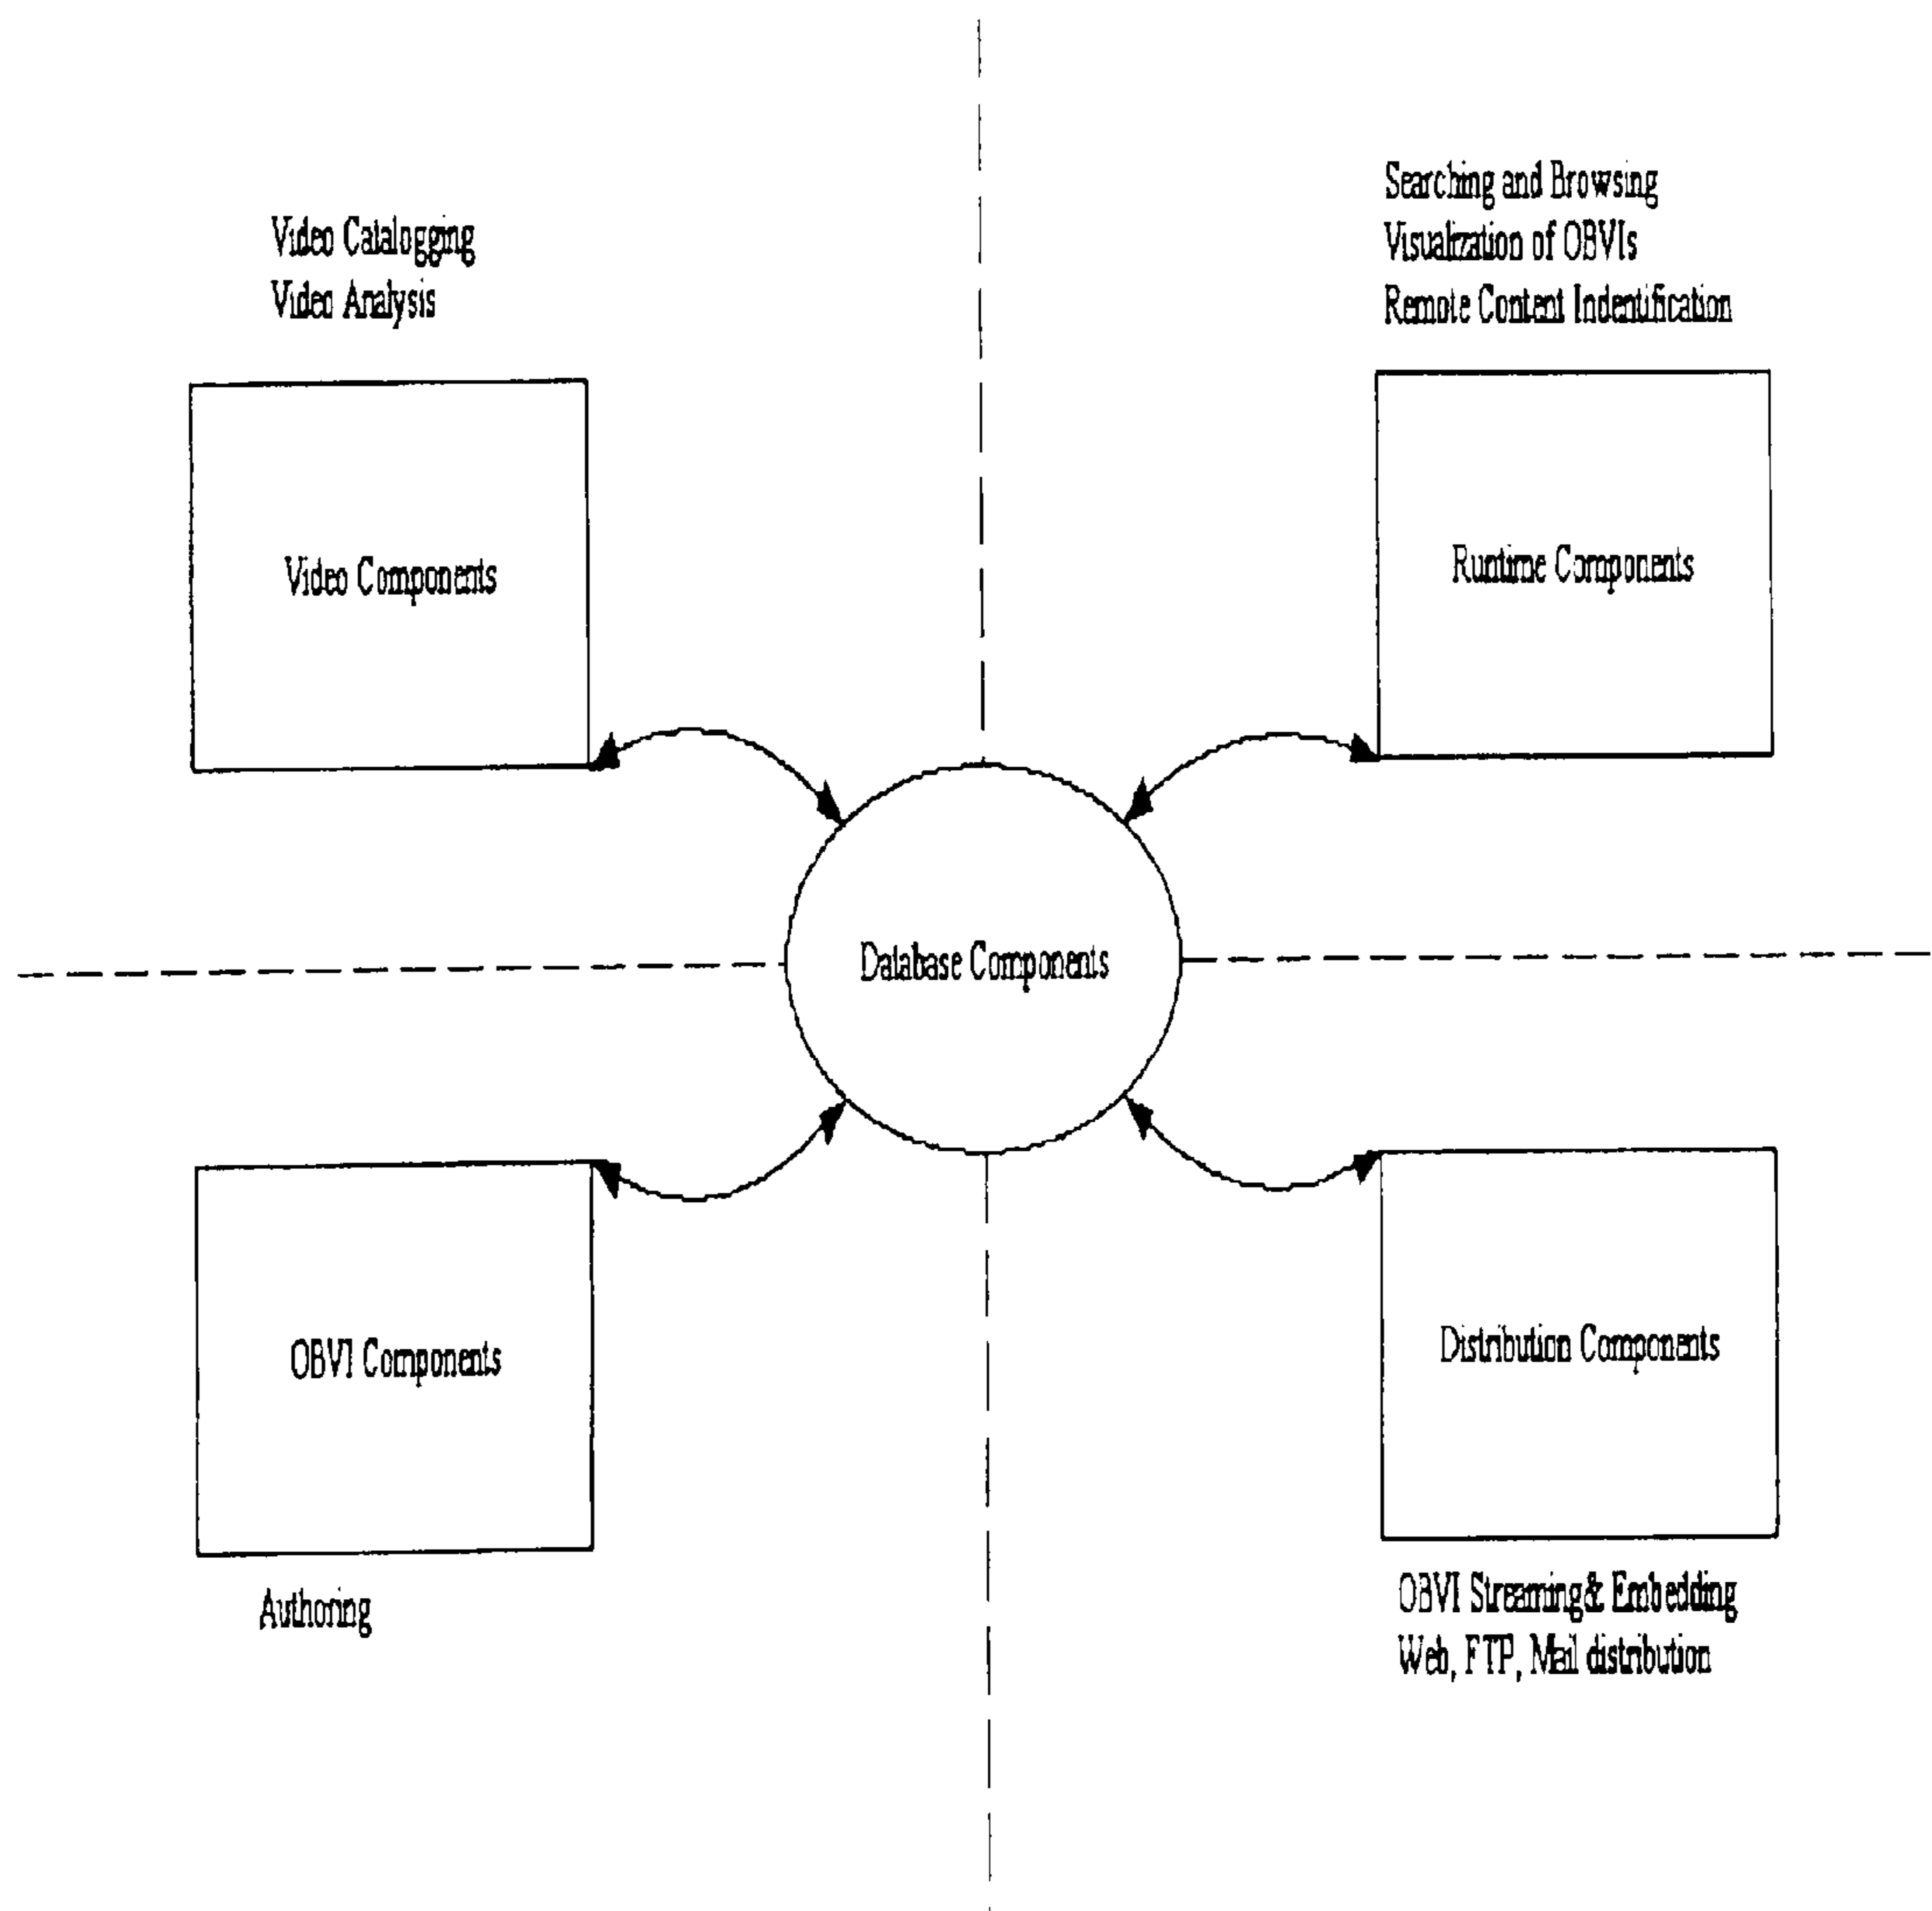 Video Catalogging
Video Analysis
Video Components
Searching and Browsing
Visualization of OBVIs
Remote Content Indentification
Runtime Components
Database Components
OBVI Components
Authoring
Distribution Components
OBVI Streaming& Embedding
Web, FTP, Mail distribution